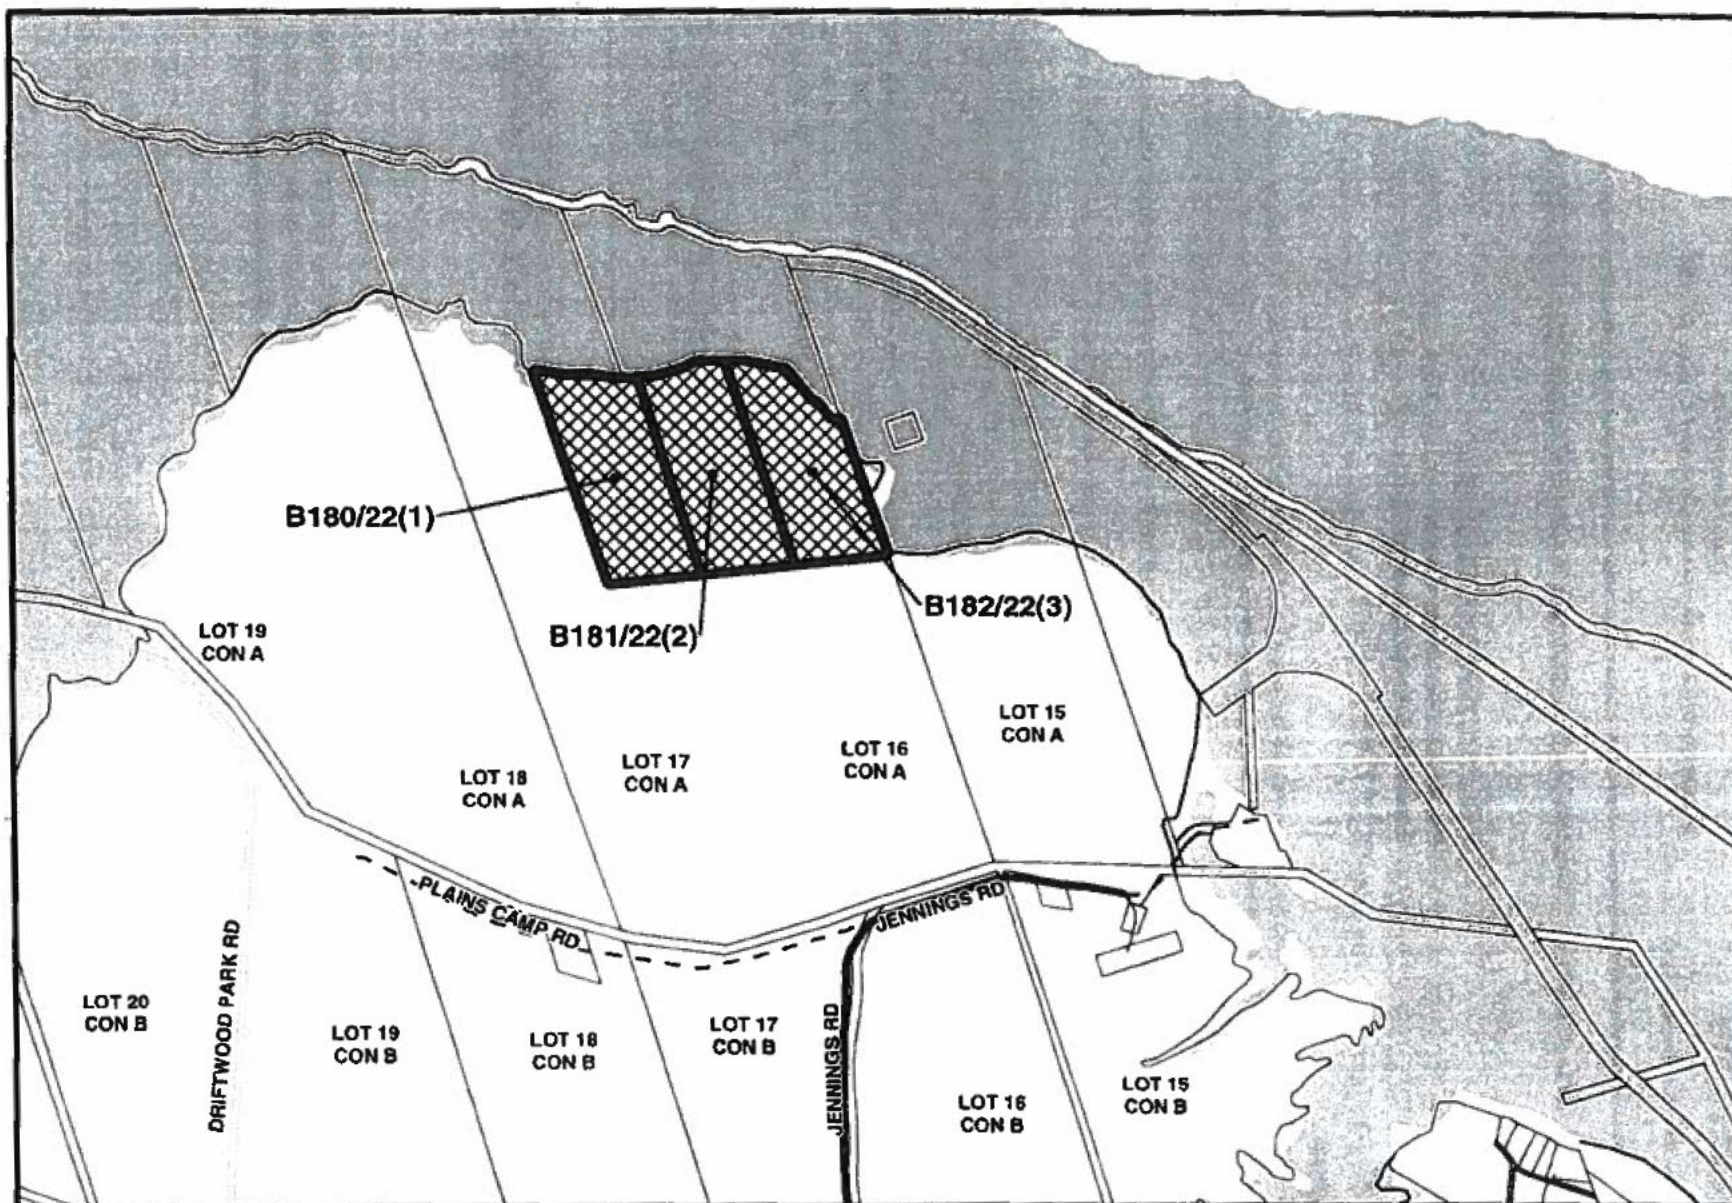 B180/22(1)
B181/22(2)
B182/22(3)
LOT 19
CON A
LOT 18
CON A
LOT 17
CON A
LOT 16
CON A
LOT 15
CON A
PLAINS CAMP RD
JENNINGS RD
DRIFTWOOD PARK RD
JENNINGS RD
LOT 20
CON B
LOT 19
CON B
LOT 18
CON B
LOT 17
CON B
LOT 16
CON B
LOT 15
CON B